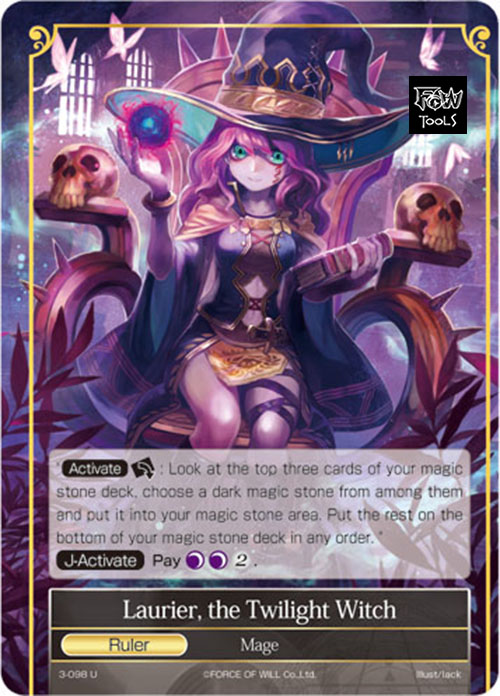 FOW
TOOLS
" Activate : Look at the top three cards of your magic
stone deck, choose a dark magic stone from among them
and put it into your magic stone area. Put the rest on the
bottom of your magic stone deck in any order. "
J-Activate Pay 2 .
Laurier, the Twilight Witch
Ruler Mage
3-098 U ©FORCE OF WILL Co.,Ltd. Illust/lack